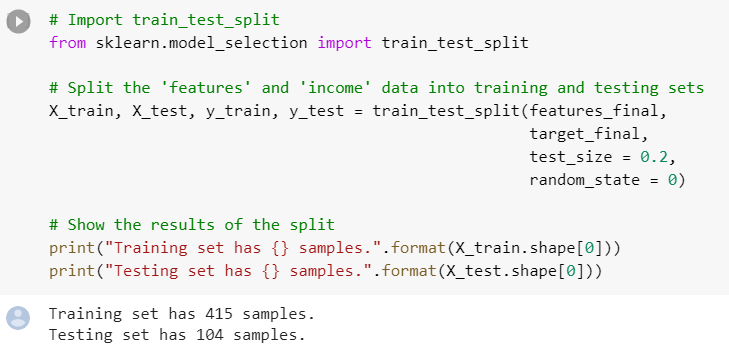 # Import train_test_split
from sklearn.model_selection import train_test_split
# Split the 'features' and 'income' data into training and testing sets
X_train, X_test, y_train, y_test = train_test_split(features_final,
target_final,
test_size = 0.2,
random_state = 0)
# Show the results of the split
print("Training set has {} samples.".format(X_train.shape[0]))
print("Testing set has {} samples.".format(X_test.shape[0]))
Training set has 415 samples.
Testing set has 104 samples.